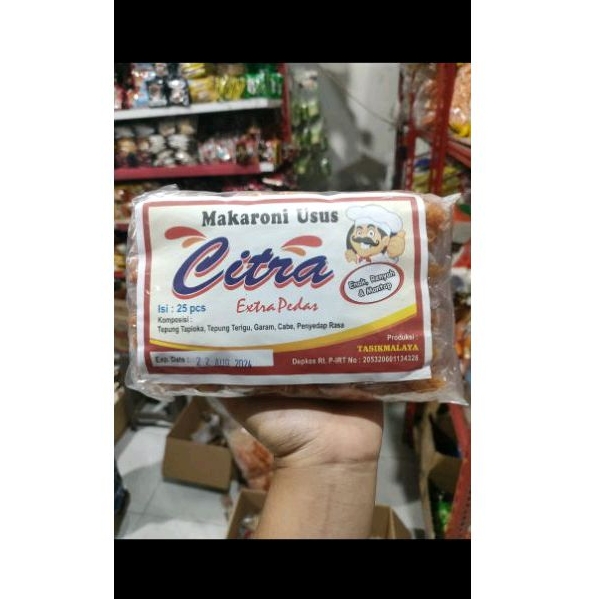 Makaroni Usus
Citra
Extra Pedas
Enak, Renyah
& Mantap
Isi : 25 pcs
Komposisi :
Tepung Tapioka, Tepung Terigu, Garam, Cabe, Penyedap Rasa
Produksi :
TASIKMALAYA
Exp. Date : 22 AUG 2024
Depkes RI. P-IRT No : 205320601134328